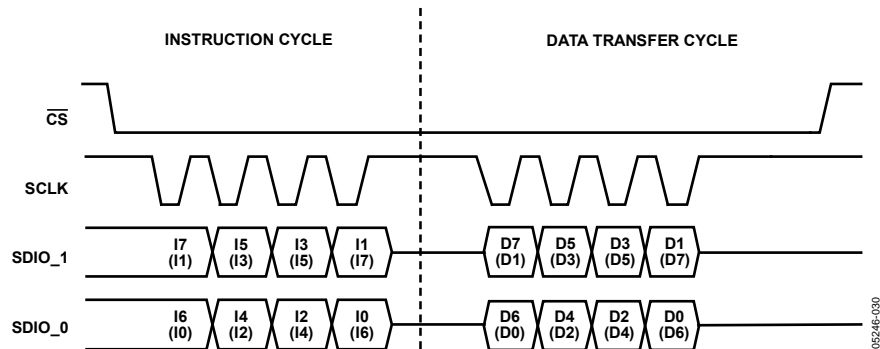 INSTRUCTION CYCLE DATA TRANSFER CYCLE
CS
SCLK
SDIO_1
I7 I5 I3 I1 D7 D5 D3 D1
(I1) (I3) (I5) (I7) (D1) (D3) (D5) (D7)
SDIO_0
I6 I4 I2 I0 D6 D4 D2 D0
(I0) (I2) (I4) (I6) (D0) (D2) (D4) (D6)
05246-030